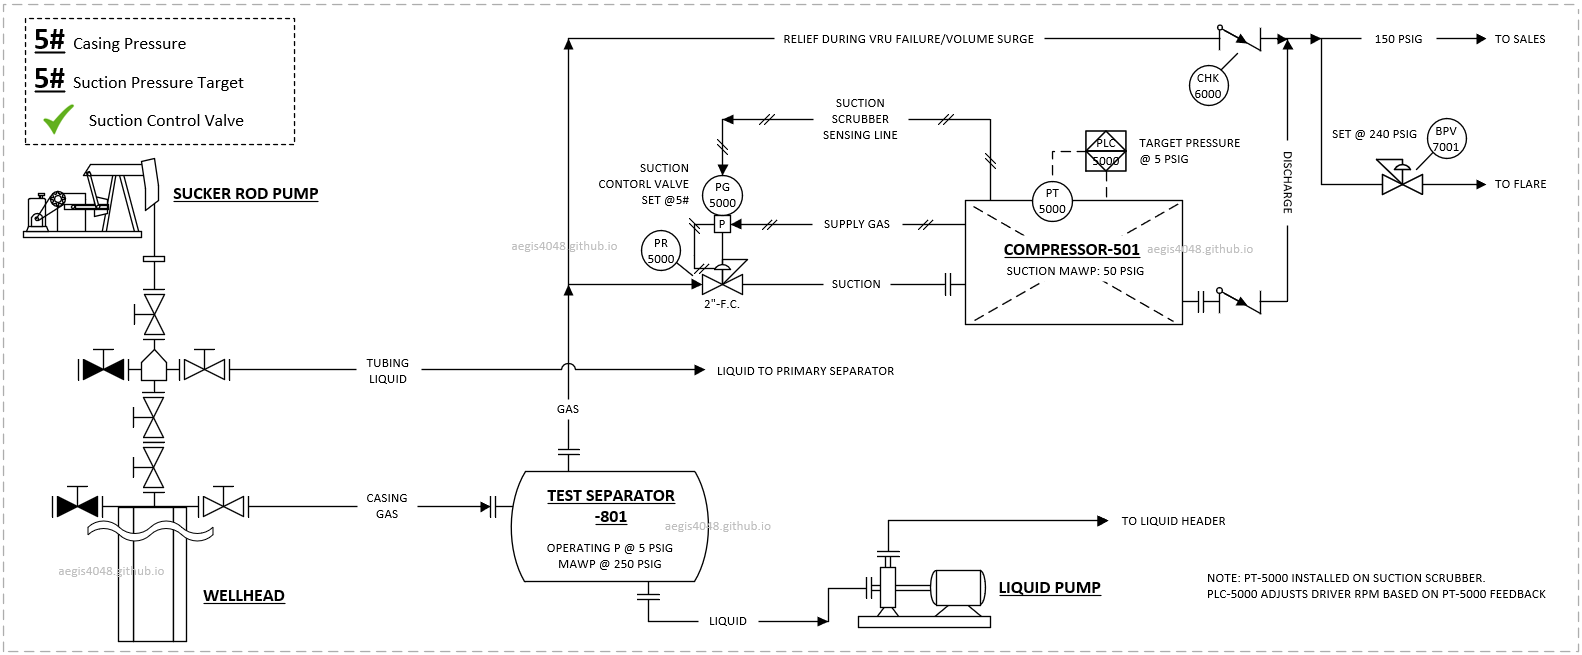 5# Casing Pressure
5# Suction Pressure Target
Suction Control Valve
SUCKER ROD PUMP
RELIEF DURING VRU FAILURE/VOLUME SURGE
CHK
6000
150 PSIG
TO SALES
SET @ 240 PSIG
BPV
7001
TO FLARE
DISCHARGE
SUCTION
SCRUBBER
SENSING LINE
SUCTION
CONTORL VALVE
SET @5#
PG
5000
P
SUPPLY GAS
PR
5000
2"-F.C.
SUCTION
PLC
5000
TARGET PRESSURE
@ 5 PSIG
PT
5000
COMPRESSOR-501
SUCTION MAWP: 50 PSIG
aegis4048.github.io
aegis4048.github.io
TUBING
LIQUID
LIQUID TO PRIMARY SEPARATOR
GAS
CASING
GAS
TEST SEPARATOR
-801
OPERATING P @ 5 PSIG
MAWP @ 250 PSIG
aegis4048.github.io
TO LIQUID HEADER
aegis4048.github.io
WELLHEAD
LIQUID
LIQUID PUMP
NOTE: PT-5000 INSTALLED ON SUCTION SCRUBBER.
PLC-5000 ADJUSTS DRIVER RPM BASED ON PT-5000 FEEDBACK